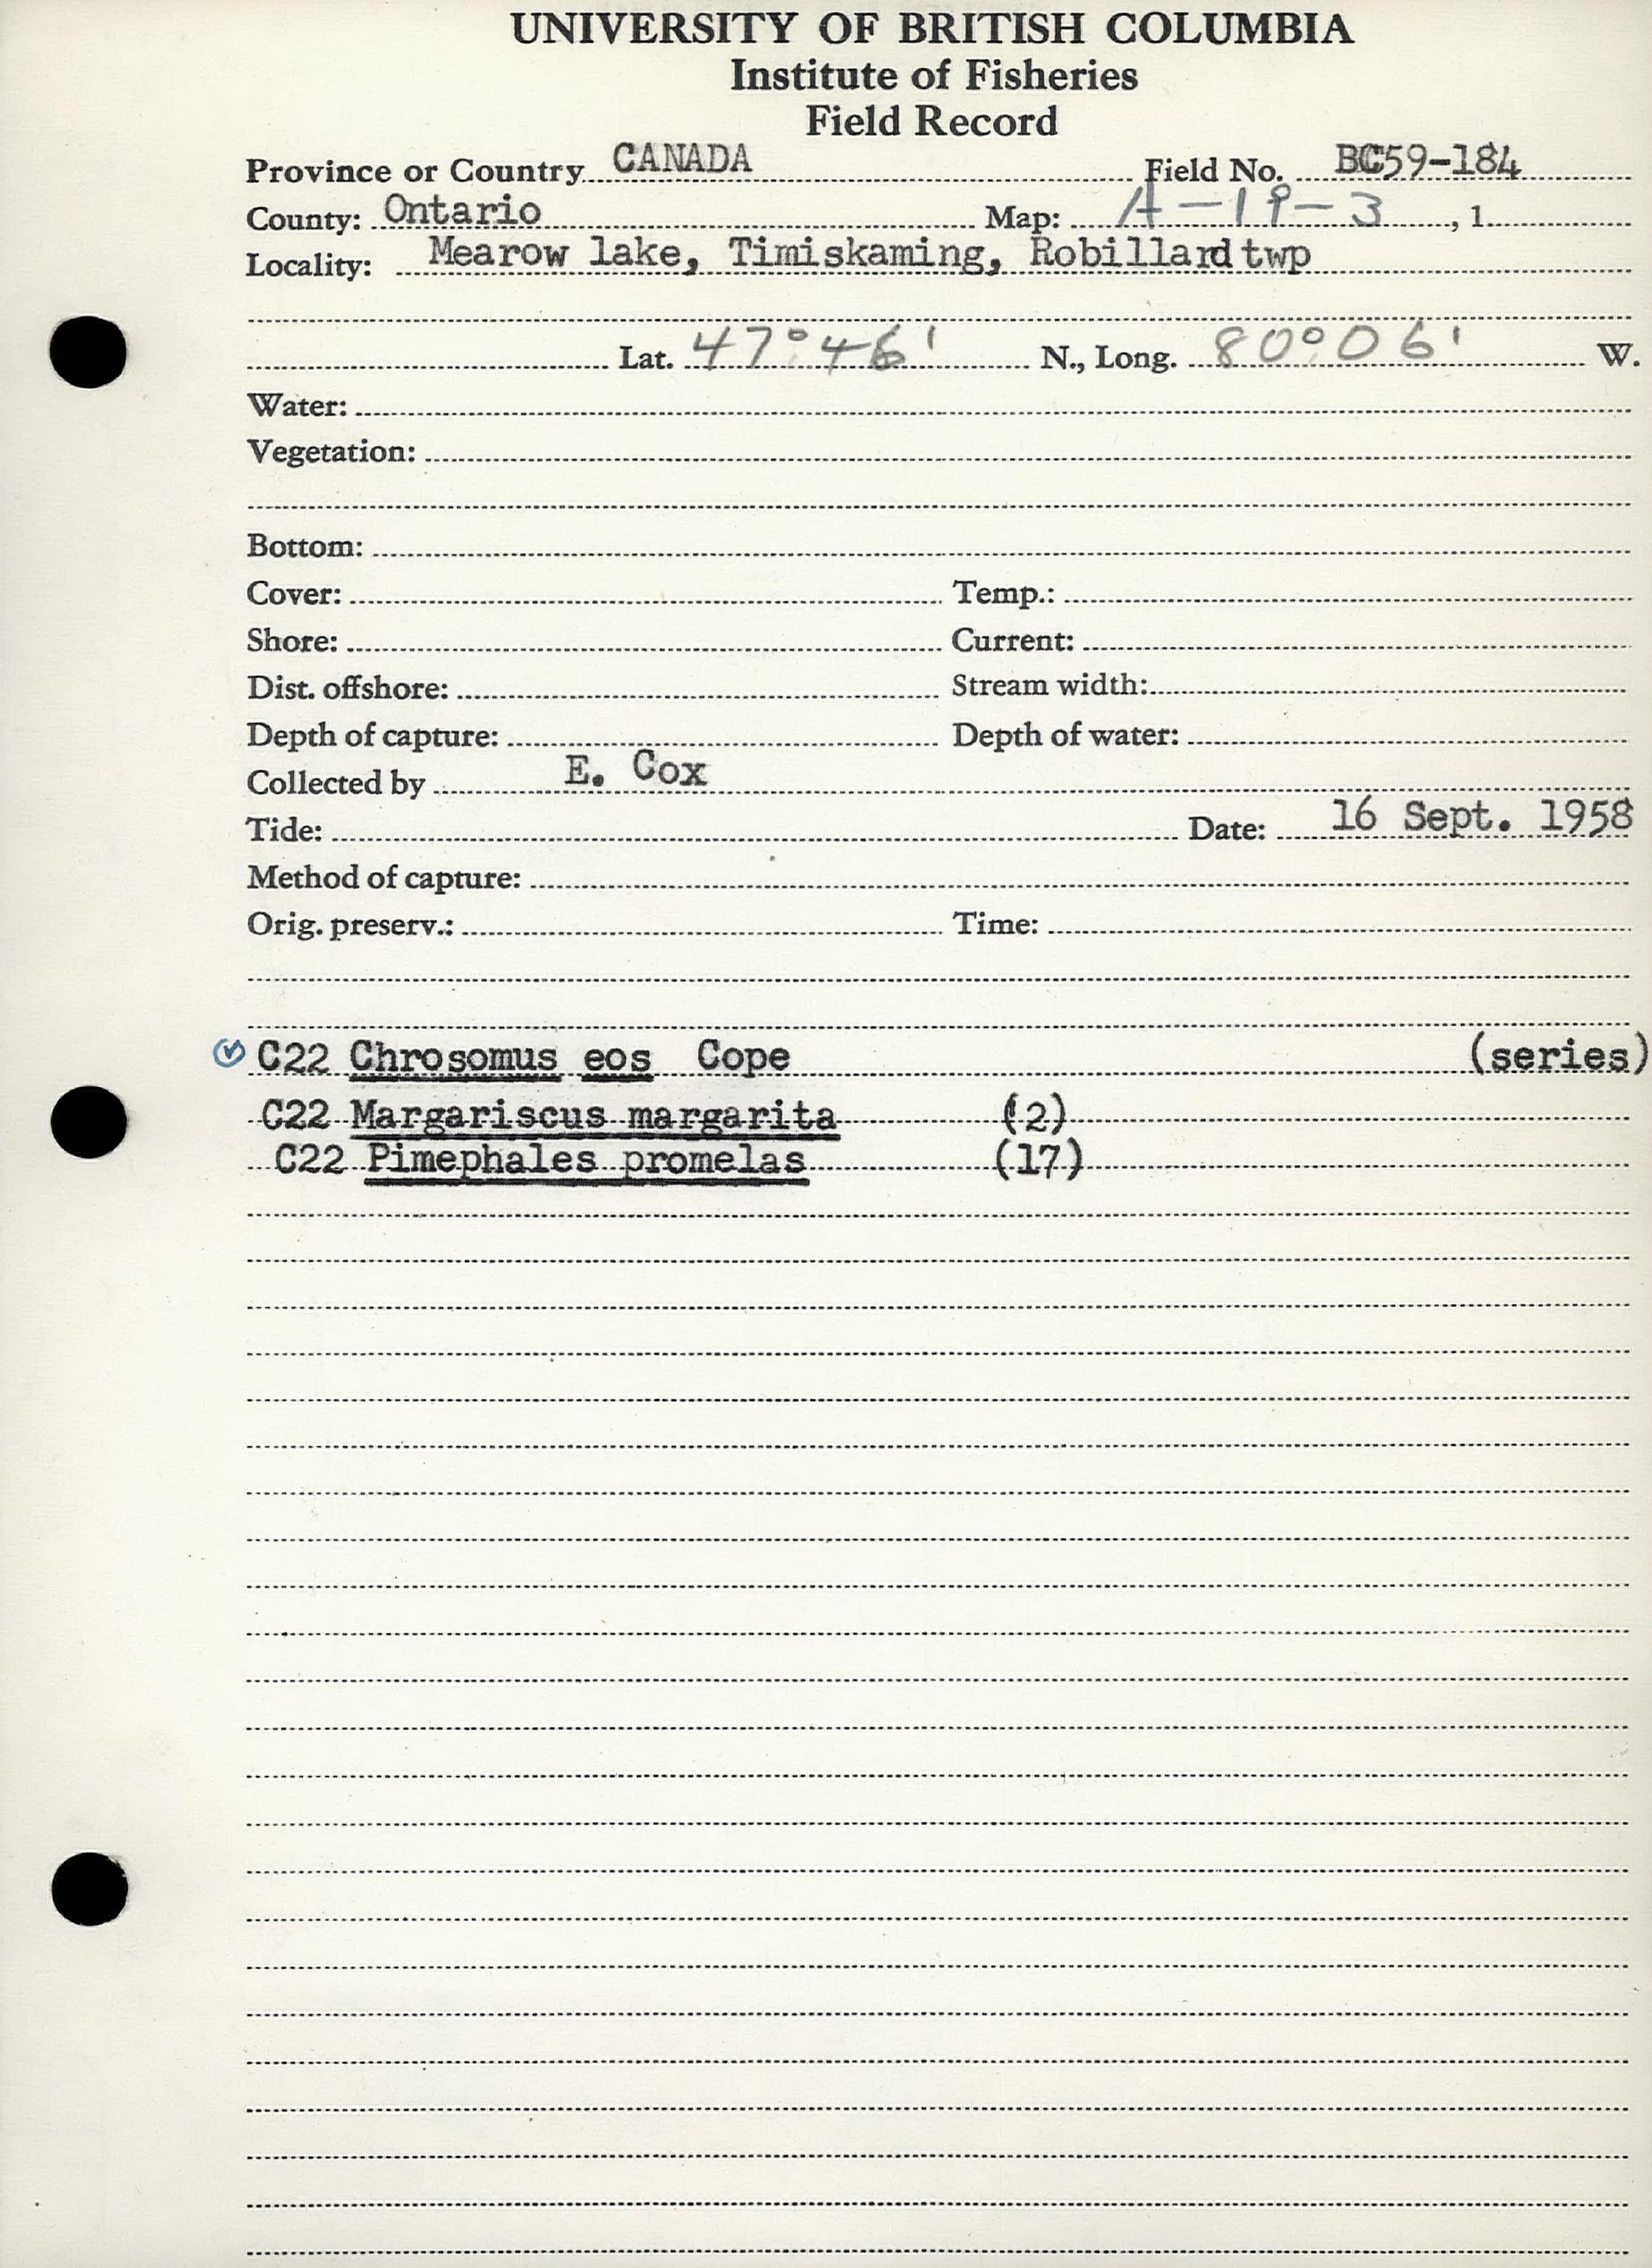 UNIVERSITY OF BRITISH COLUMBIA
Institute of Fisheries
Field Record
Province or Country CANADA Field No. BC59-184
County: Ontario Map: A-19-3, 1
Locality: Mearow lake, Timiskaming, Robillard twp
Lat. 47°46' N., Long. 80°06' W.
Water:
Vegetation:
Bottom:
Cover: Temp.:
Shore: Current:
Dist. offshore: Stream width:
Depth of capture: Depth of water:
Collected by E. Cox
Tide: Date: 16 Sept. 1958
Method of capture:
Orig. preserv.: Time:
C22 Chrosomus eos Cope (series)
C22 Margariscus margarita (2)
C22 Pimephales promelas (17)